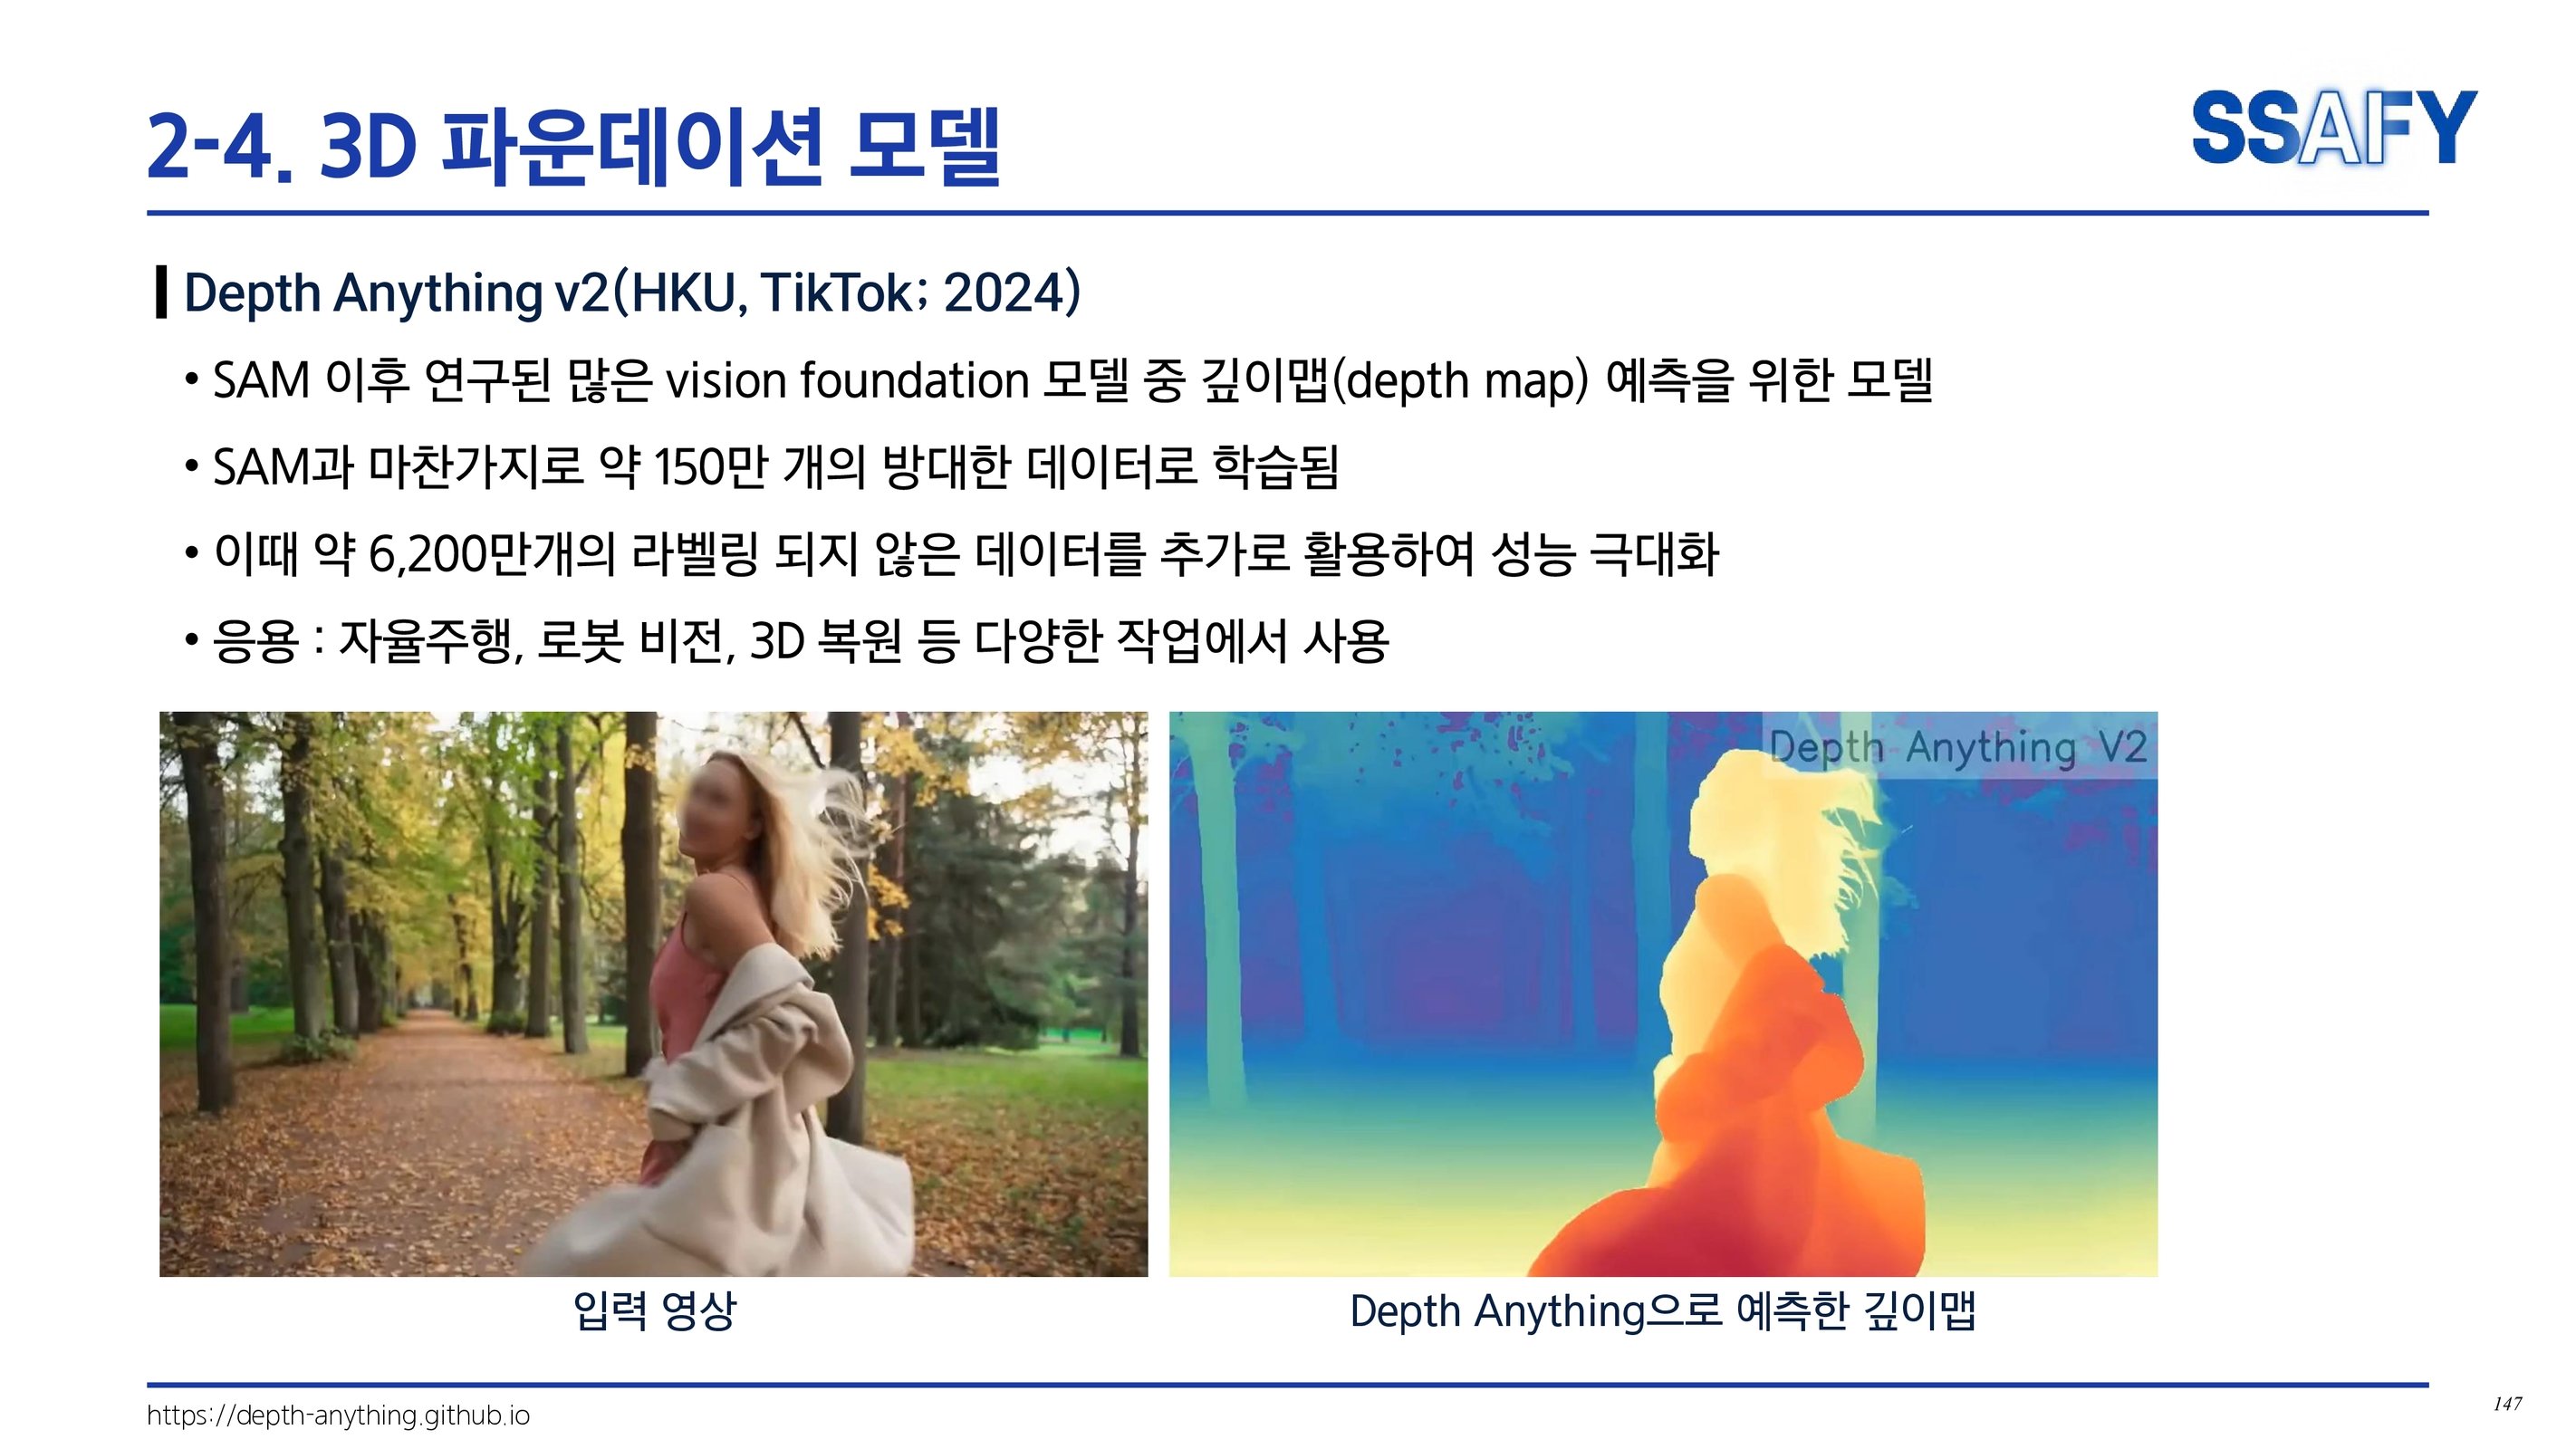 2-4. 3D 파운데이션 모델
SSAFY
Depth Anything v2(HKU, TikTok; 2024)
• SAM 이후 연구된 많은 vision foundation 모델 중 깊이맵(depth map) 예측을 위한 모델
• SAM과 마찬가지로 약 150만 개의 방대한 데이터로 학습됨
• 이때 약 6,200만개의 라벨링 되지 않은 데이터를 추가로 활용하여 성능 극대화
• 응용 : 자율주행, 로봇 비전, 3D 복원 등 다양한 작업에서 사용
Depth Anything V2
입력 영상
Depth Anything으로 예측한 깊이맵
https://depth-anything.github.io
147